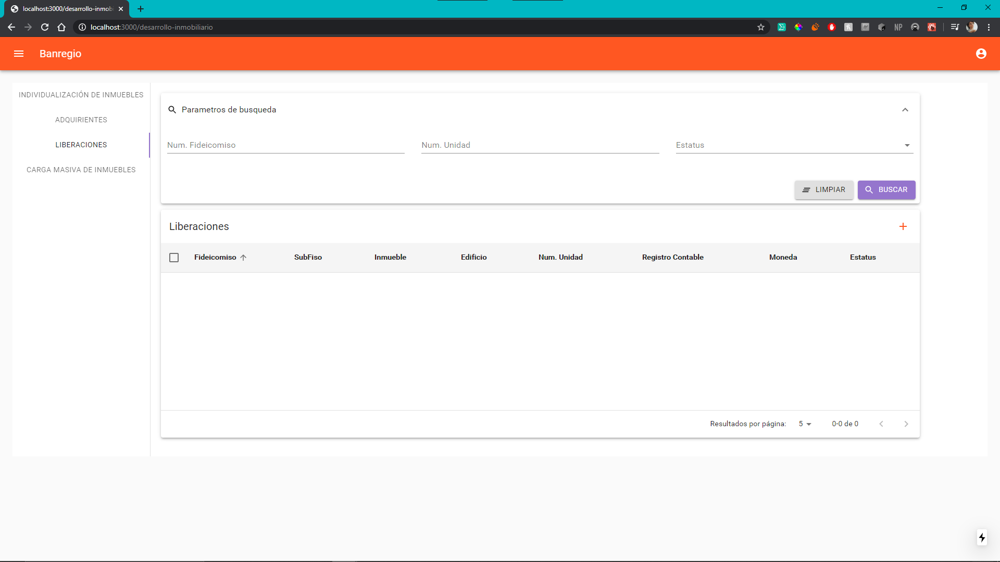 localhost:3000/desarrollo-inmobi
localhost:3000/desarrollo-inmobiliario
NP
Banregio
INDIVIDUALIZACIÓN DE INMUEBLES
ADQUIRIENTES
LIBERACIONES
CARGA MASIVA DE INMUEBLES
Parametros de busqueda
Num. Fideicomiso
Num. Unidad
Estatus
LIMPIAR
BUSCAR
Liberaciones
Fideicomiso SubFiso Inmueble Edificio Num. Unidad Registro Contable Moneda Estatus
Resultados por página: 5 0-0 de 0